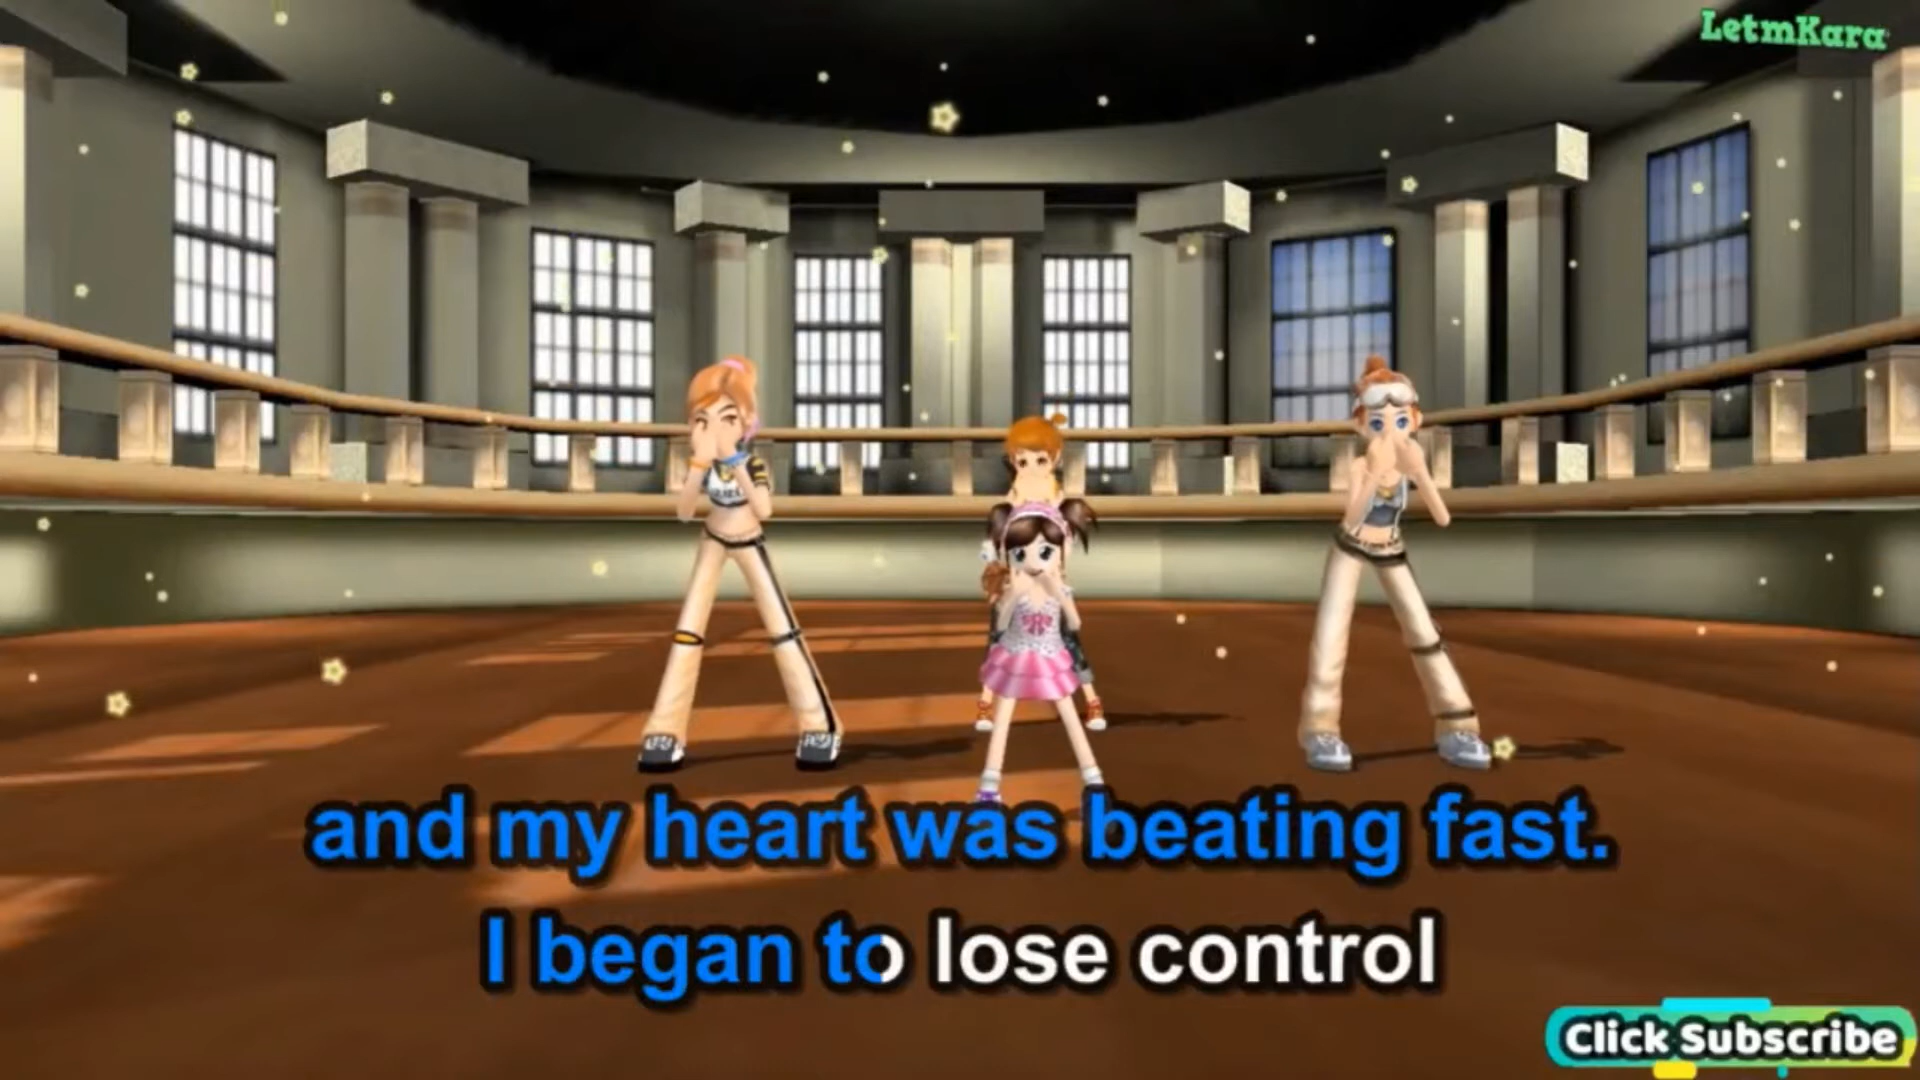 LetmKara
and my heart was beating fast.
I began to lose control
Click Subscribe